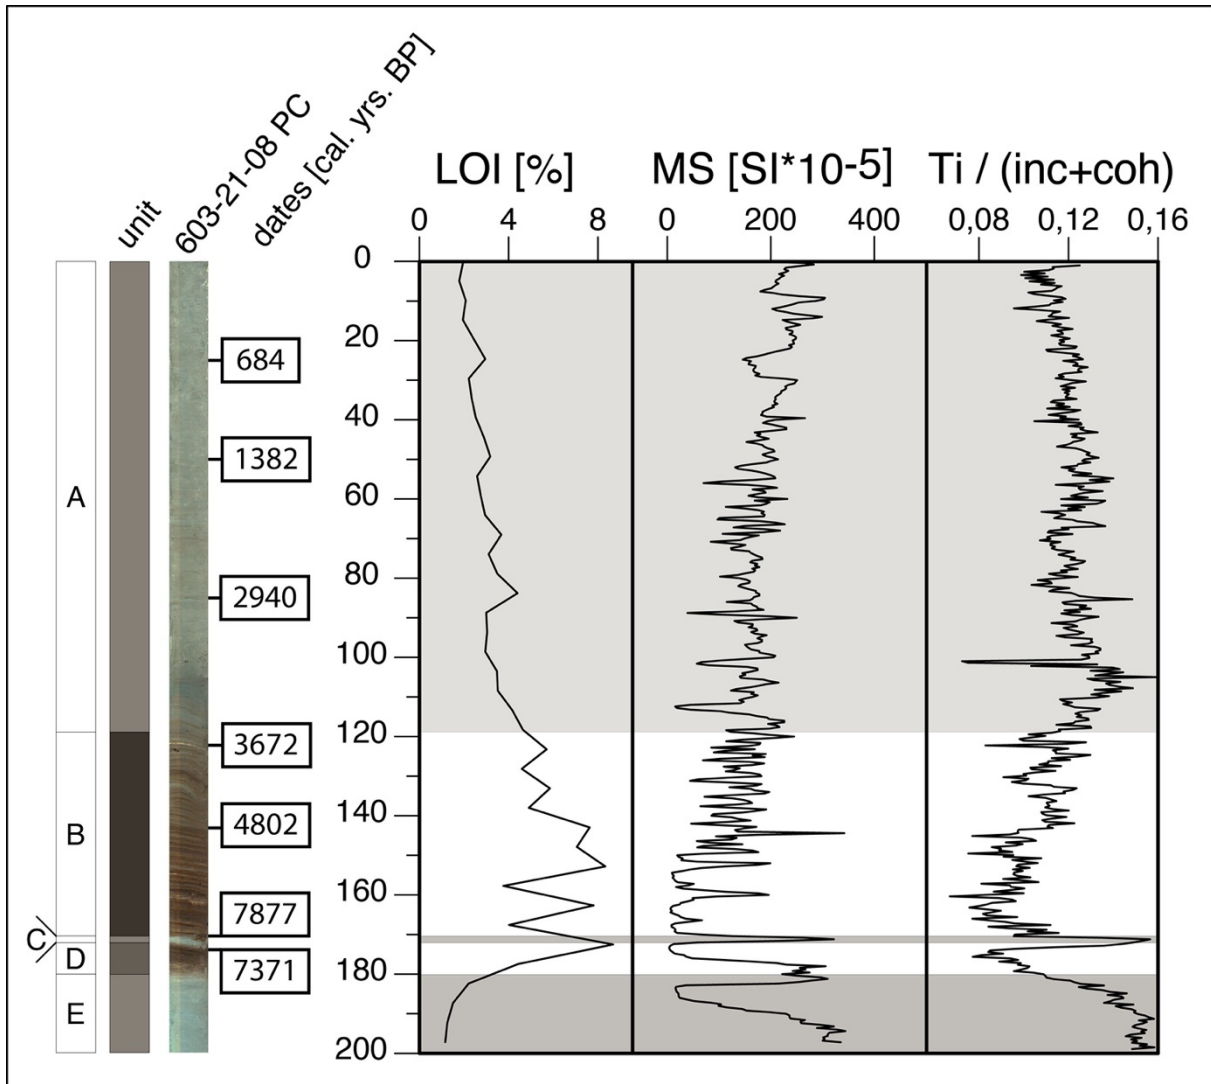 unit
603-21-08 PC
dates [cal. yrs. BP]
LOI [%]
MS [SI*10-5]
Ti / (inc+coh)
0 4 8
0 200 400
0,08 0,12 0,16
0
20
40
60
80
100
120
140
160
180
200
A
B
C
D
E
684
1382
2940
3672
4802
7877
7371